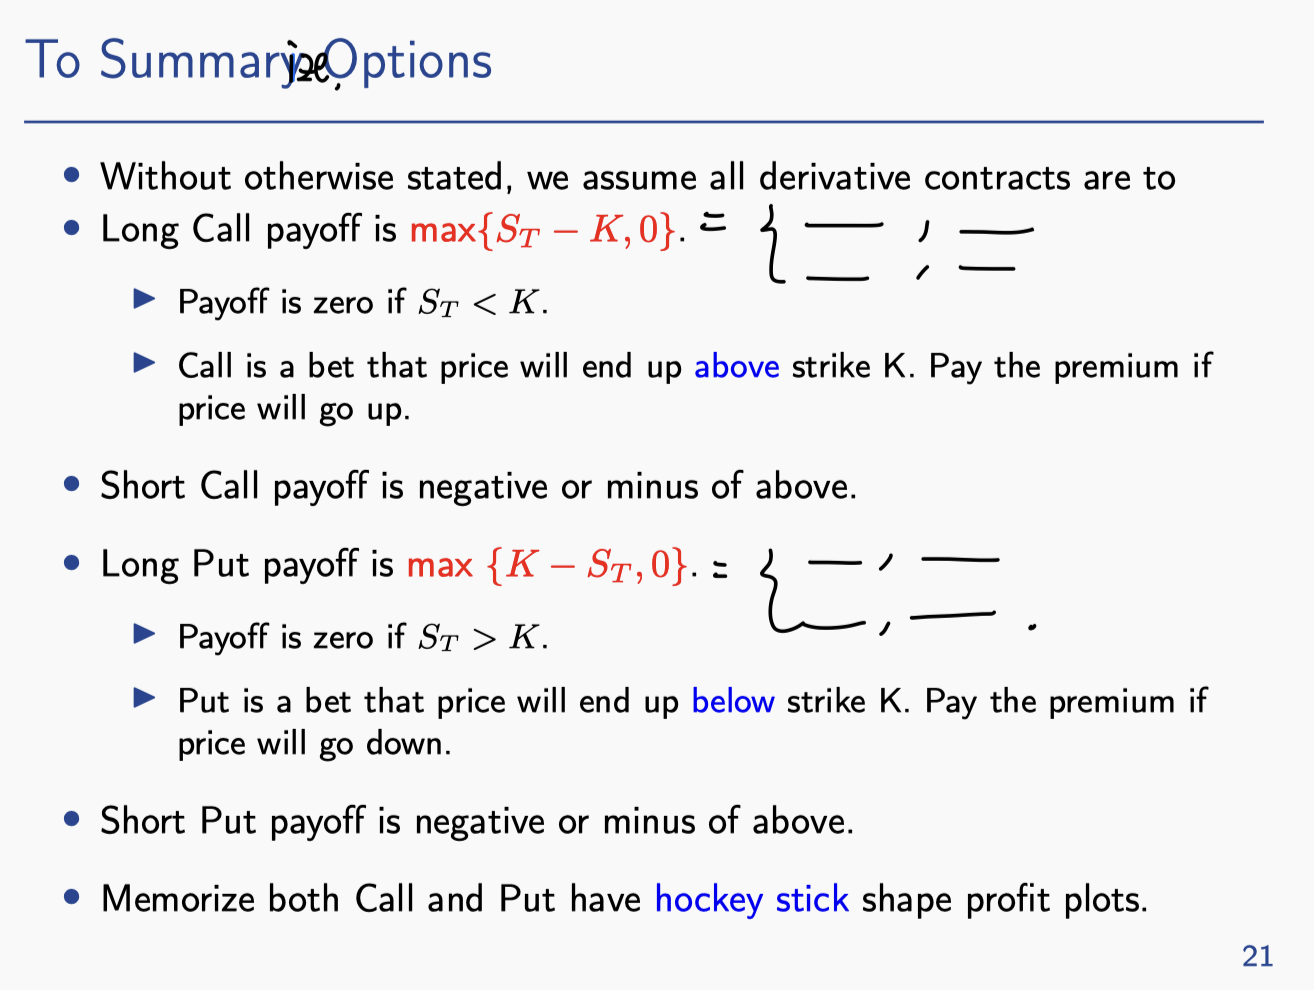 To Summarize, Options
• Without otherwise stated, we assume all derivative contracts are to
• Long Call payoff is max{S_T − K, 0}. = { — , —
— , —
▶ Payoff is zero if S_T < K.
▶ Call is a bet that price will end up above strike K. Pay the premium if
price will go up.
• Short Call payoff is negative or minus of above.
• Long Put payoff is max {K − S_T, 0}. = { — , —
— , — .
▶ Payoff is zero if S_T > K.
▶ Put is a bet that price will end up below strike K. Pay the premium if
price will go down.
• Short Put payoff is negative or minus of above.
• Memorize both Call and Put have hockey stick shape profit plots.
21